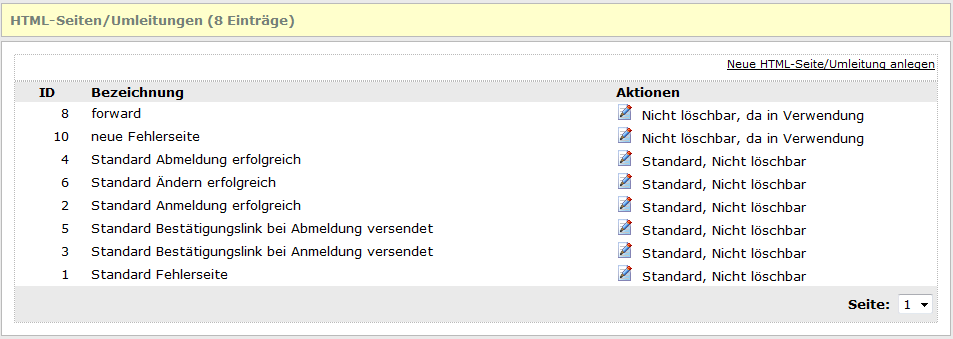 HTML-Seiten/Umleitungen (8 Einträge)
Neue HTML-Seite/Umleitung anlegen
ID Bezeichnung Aktionen
8 forward Nicht löschbar, da in Verwendung
10 neue Fehlerseite Nicht löschbar, da in Verwendung
4 Standard Abmeldung erfolgreich Standard, Nicht löschbar
6 Standard Ändern erfolgreich Standard, Nicht löschbar
2 Standard Anmeldung erfolgreich Standard, Nicht löschbar
5 Standard Bestätigungslink bei Abmeldung versendet Standard, Nicht löschbar
3 Standard Bestätigungslink bei Anmeldung versendet Standard, Nicht löschbar
1 Standard Fehlerseite Standard, Nicht löschbar
Seite: 1